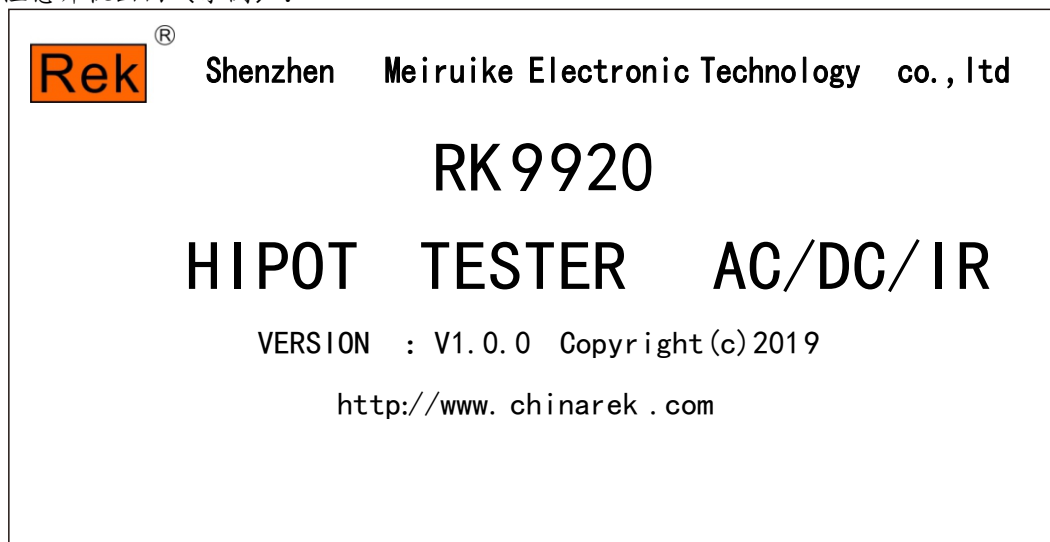 Rek ®
Shenzhen Meiruike Electronic Technology co.,ltd
RK9920
HIPOT TESTER AC/DC/IR
VERSION : V1.0.0 Copyright(c)2019
http://www.chinarek.com